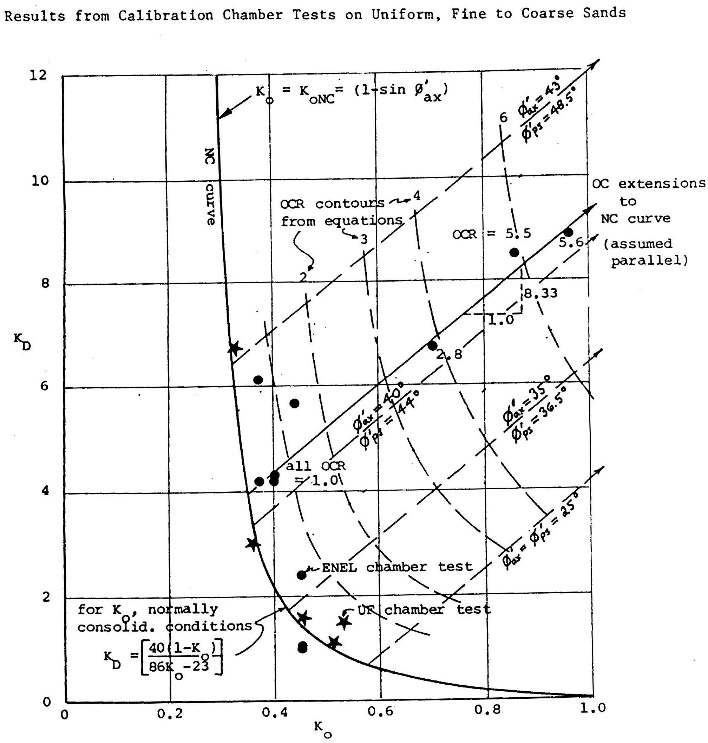 Results from Calibration Chamber Tests on Uniform, Fine to Coarse Sands
12
10
8
6
4
2
0
K_D
0
0.2
0.4
0.6
0.8
1.0
K_o
K_o = K_oNC = (1-sin Ø'_ax)
NC curve
OCR contours
from equations
2
3
4
6
Ø'_ax = 43°
Ø'_ps = 48.5°
OC extensions
to
NC curve
(assumed
parallel)
OCR = 5.5
5.6
8.33
1.0
2.8
Ø'_ax = 40°
Ø'_ps = 44°
Ø'_ax = 35°
Ø'_ps = 36.5°
Ø'_ax = Ø'_ps = 25°
all OCR
= 1.0
ENEL chamber test
UF chamber test
for K_o, normally
consolid. conditions
K_D = [40(1-K_o)/86K_o-23]